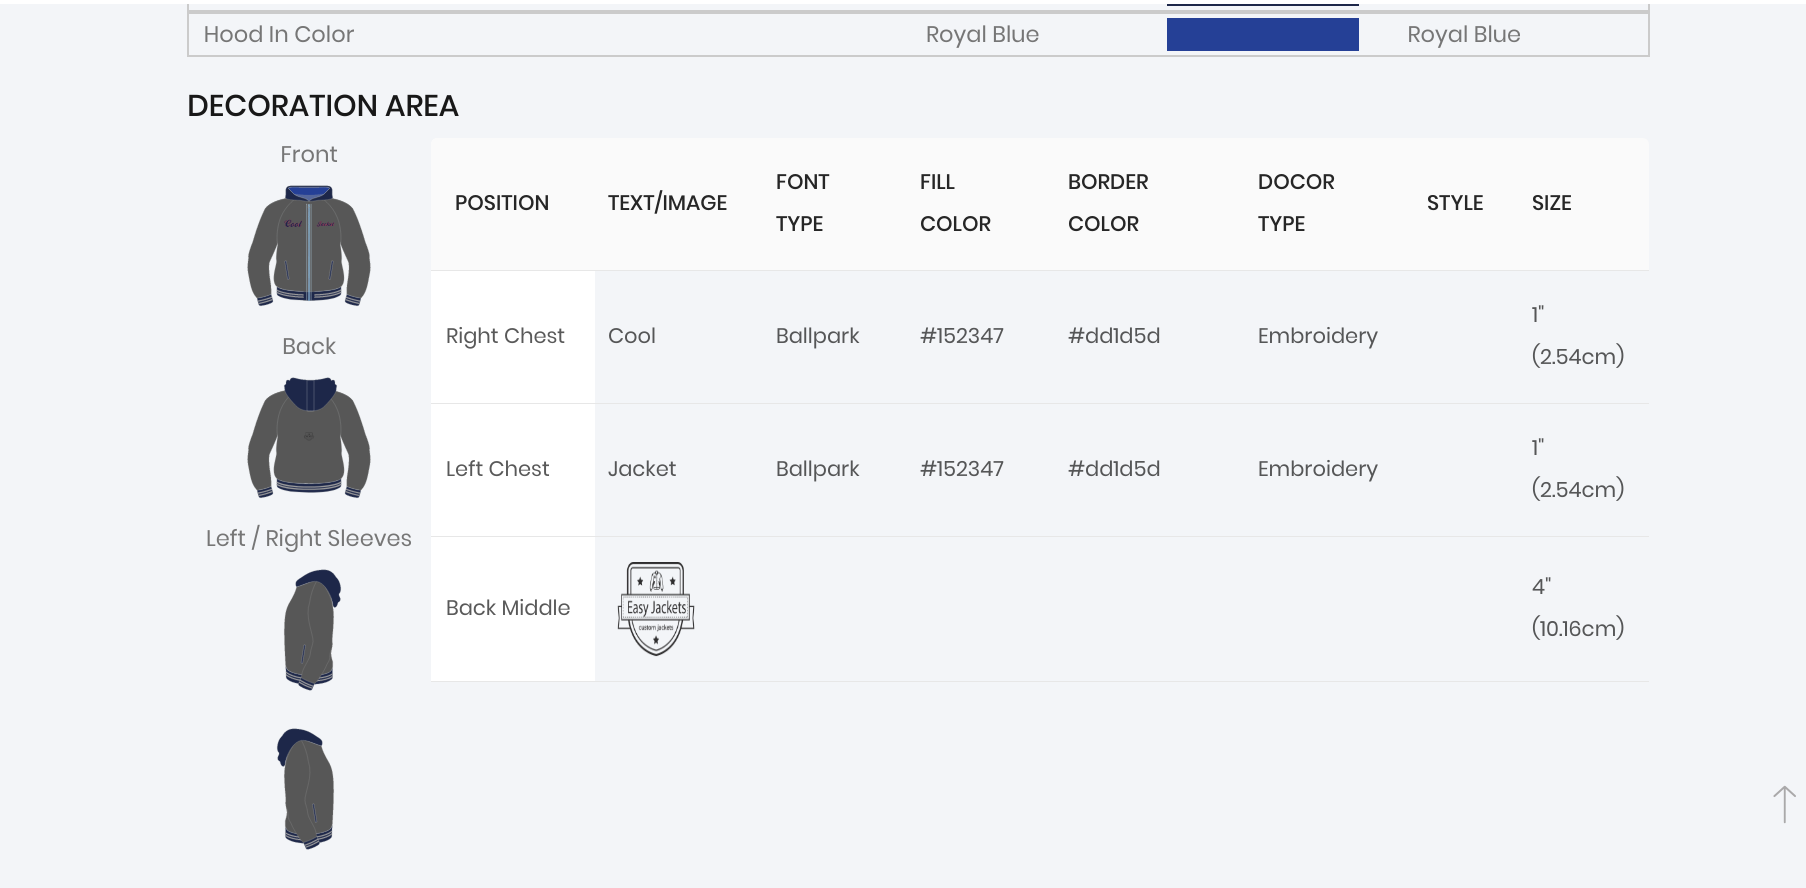 Hood In Color Royal Blue Royal Blue
DECORATION AREA
Front
Back
Left / Right Sleeves
POSITION TEXT/IMAGE FONT TYPE FILL COLOR BORDER COLOR DOCOR TYPE STYLE SIZE
Right Chest Cool Ballpark #152347 #dd1d5d Embroidery 1" (2.54cm)
Left Chest Jacket Ballpark #152347 #dd1d5d Embroidery 1" (2.54cm)
Back Middle Easy Jackets custom jackets 4" (10.16cm)
Cool